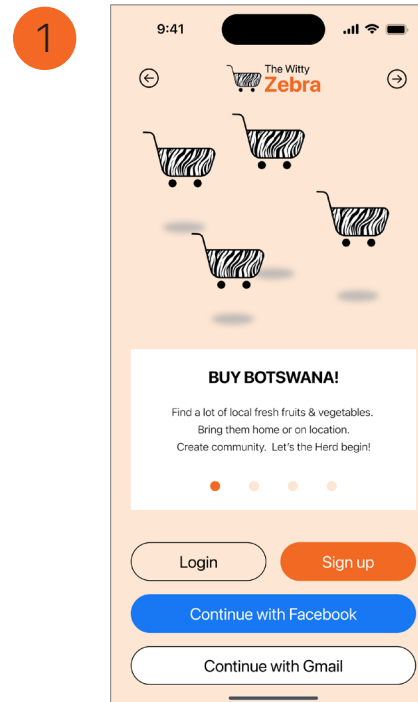 1
9:41
The Witty
Zebra
BUY BOTSWANA!
Find a lot of local fresh fruits & vegetables.
Bring them home or on location.
Create community. Let's the Herd begin!
Login
Sign up
Continue with Facebook
Continue with Gmail